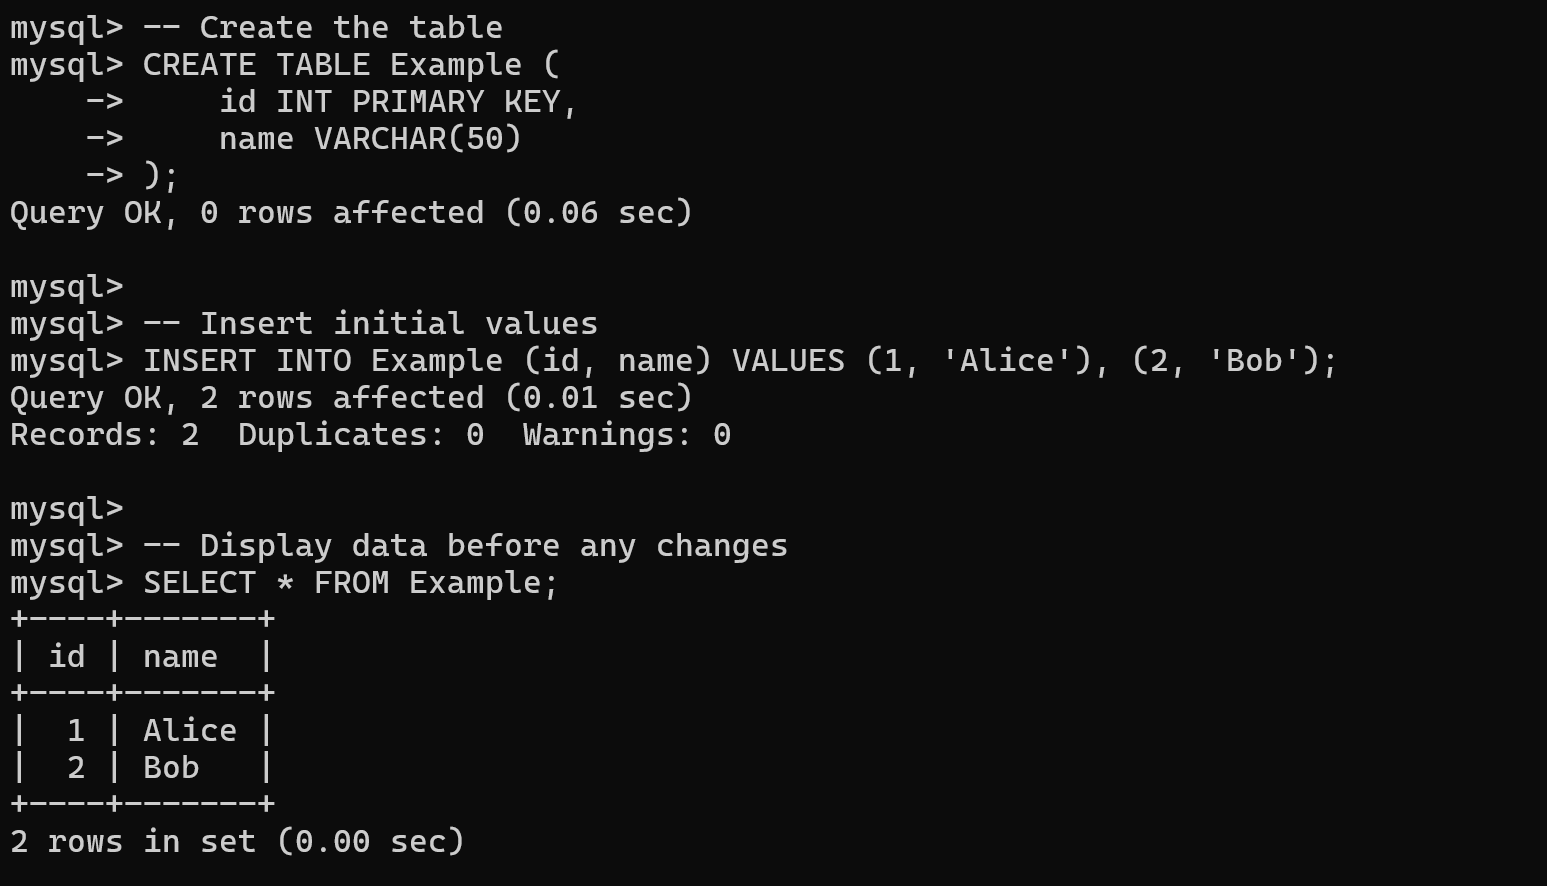 mysql> -- Create the table
mysql> CREATE TABLE Example (
    ->     id INT PRIMARY KEY,
    ->     name VARCHAR(50)
    -> );
Query OK, 0 rows affected (0.06 sec)

mysql>
mysql> -- Insert initial values
mysql> INSERT INTO Example (id, name) VALUES (1, 'Alice'), (2, 'Bob');
Query OK, 2 rows affected (0.01 sec)
Records: 2  Duplicates: 0  Warnings: 0

mysql>
mysql> -- Display data before any changes
mysql> SELECT * FROM Example;
+----+-------+
| id | name  |
+----+-------+
|  1 | Alice |
|  2 | Bob   |
+----+-------+
2 rows in set (0.00 sec)